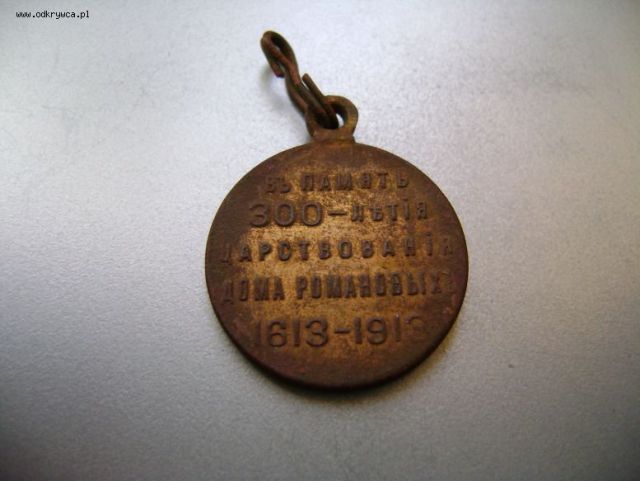 www.odkrywca.pl
ВЪ ПАМЯТЬ
300-ЛѢТІЯ
ЦАРСТВОВАНІЯ
ДОМА РОМАНОВЫХЪ
1613-1913